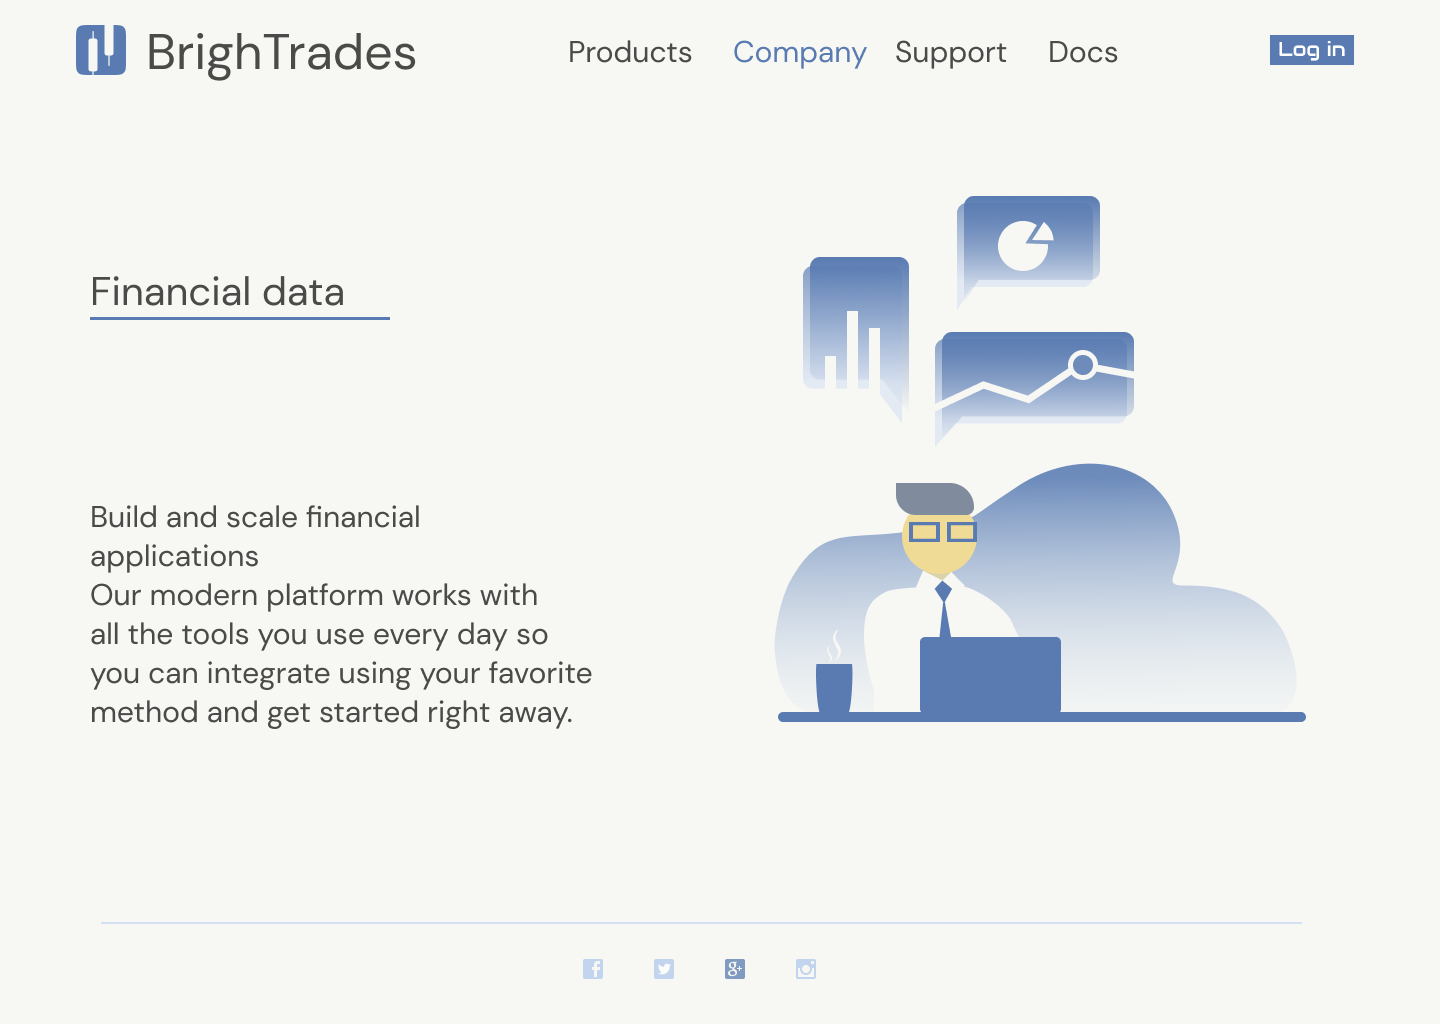 BrighTrades
Products Company Support Docs
Log in
Financial data
Build and scale financial
applications
Our modern platform works with
all the tools you use every day so
you can integrate using your favorite
method and get started right away.